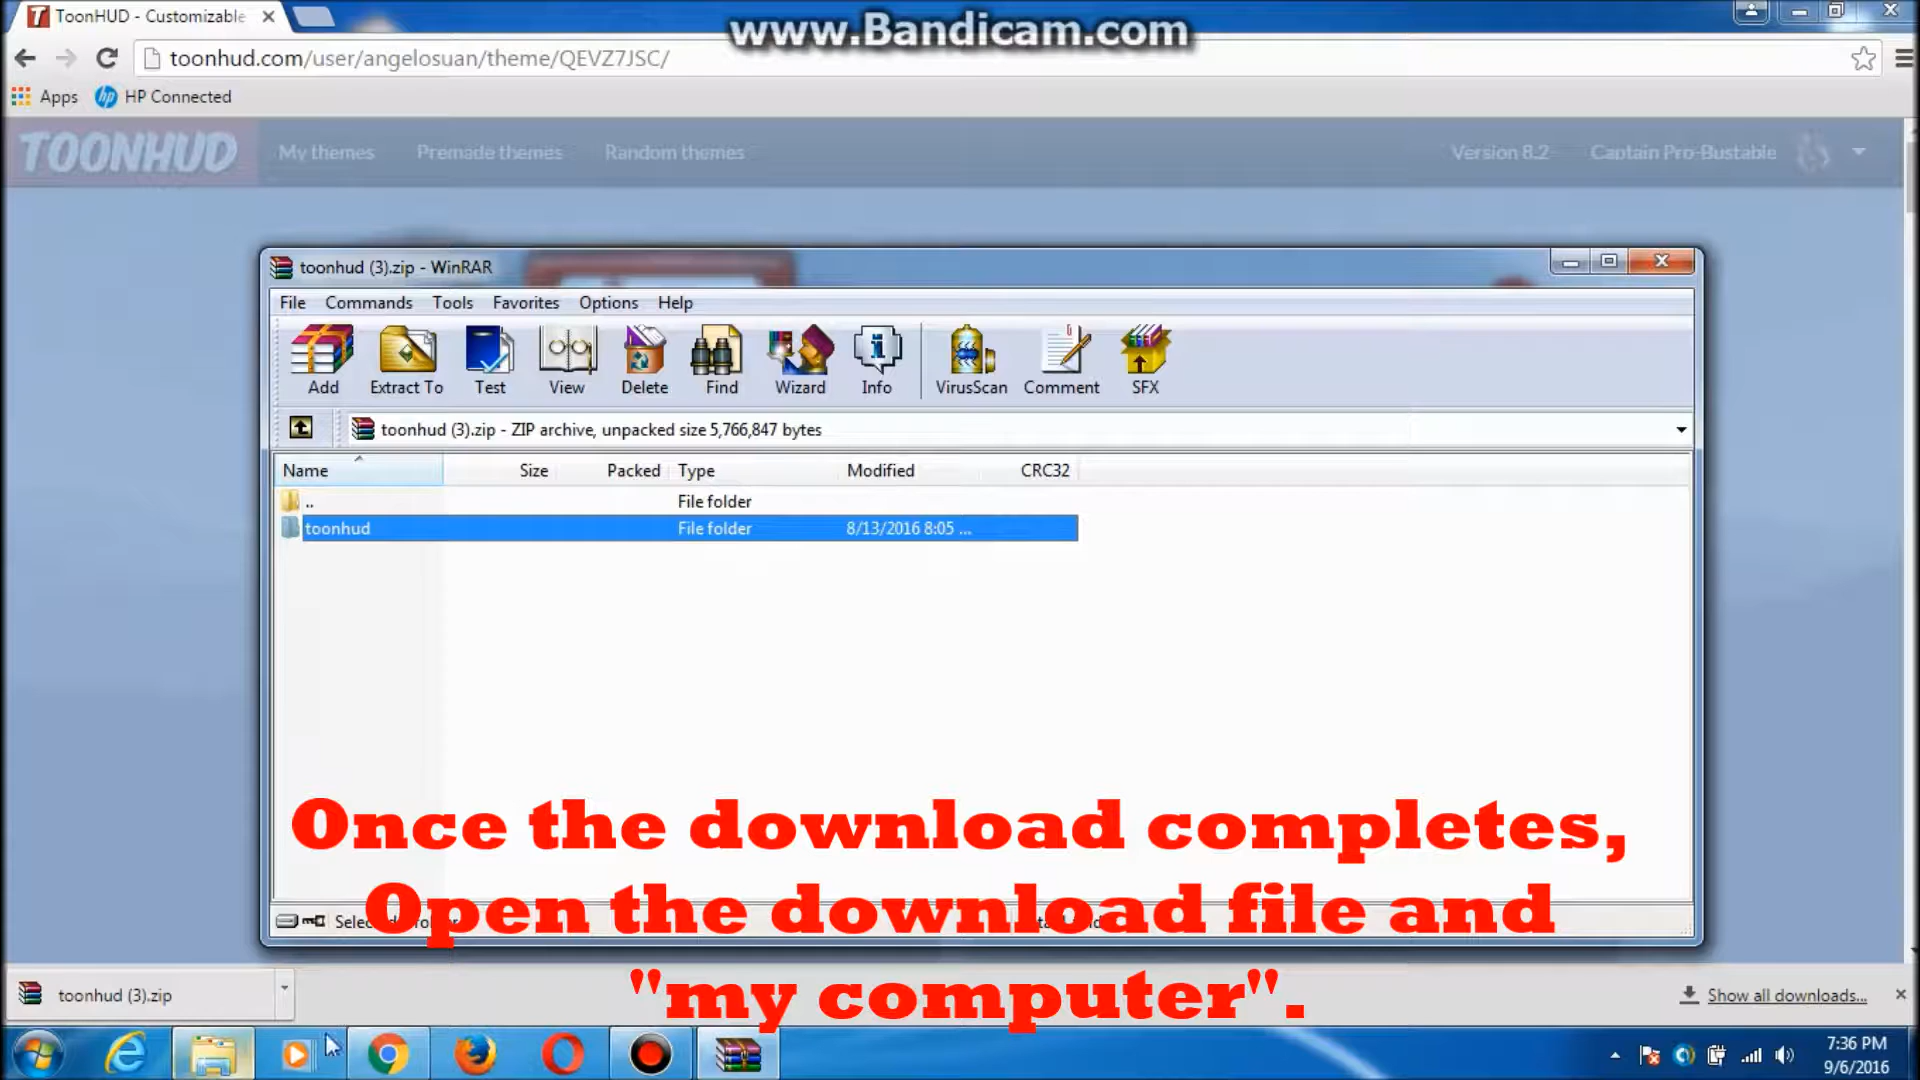 ToonHUD - Customizable
www.Bandicam.com
toonhud.com/user/angelosuan/theme/QEVZ7JSC/
Apps
HP Connected
TOONHUD
My themes
Premade themes
Random themes
Version 8.2
Captain Pro-Bustable
toonhud (3).zip - WinRAR
File Commands Tools Favorites Options Help
Add Extract To Test View Delete Find Wizard Info VirusScan Comment SFX
toonhud (3).zip - ZIP archive, unpacked size 5,766,847 bytes
Name Size Packed Type Modified CRC32
.. File folder
toonhud File folder 8/13/2016 8:05 ...
Once the download completes,
Open the download file and
"my computer".
toonhud (3).zip
Show all downloads...
7:36 PM
9/6/2016